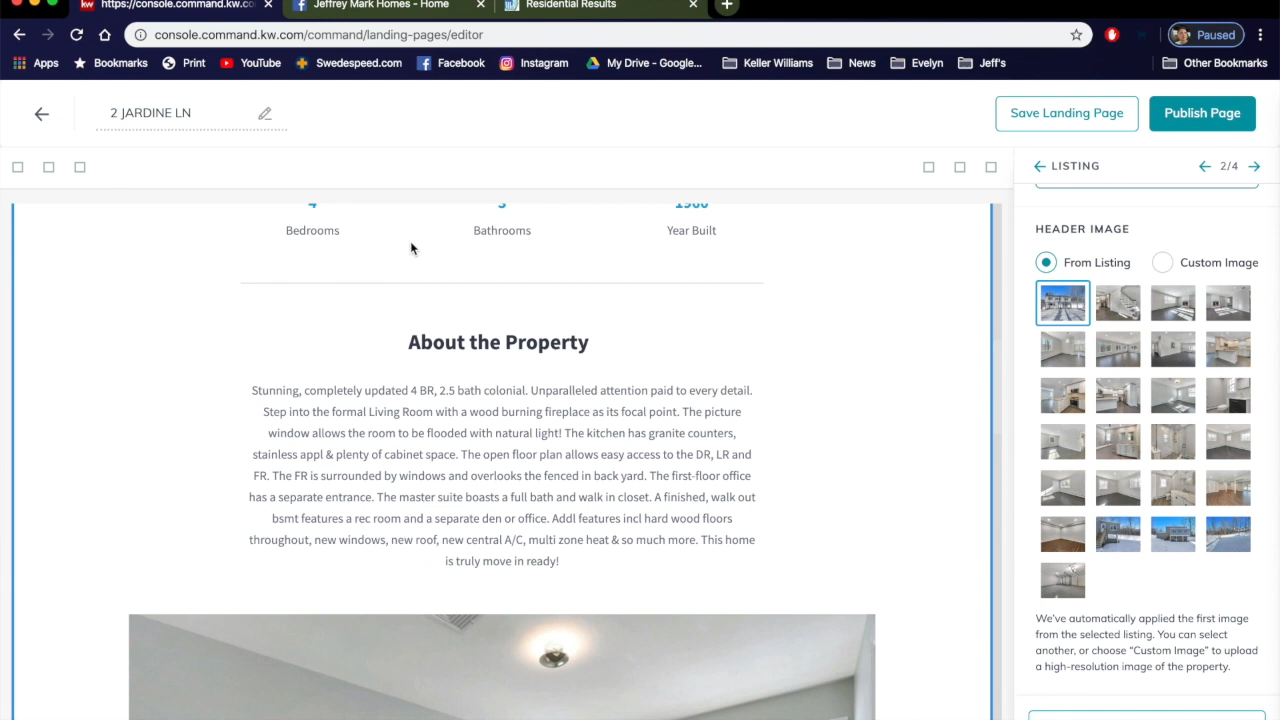 https://console.command.kw.co
Jeffrey Mark Homes - Home
Residential Results
console.command.kw.com/command/landing-pages/editor
Paused
Apps
Bookmarks
Print
YouTube
Swedespeed.com
Facebook
Instagram
My Drive - Google...
Keller Williams
News
Evelyn
Jeff's
Other Bookmarks
2 JARDINE LN
Save Landing Page
Publish Page
LISTING
2/4
4
3
1960
Bedrooms
Bathrooms
Year Built
About the Property
Stunning, completely updated 4 BR, 2.5 bath colonial. Unparalleled attention paid to every detail.
Step into the formal Living Room with a wood burning fireplace as its focal point. The picture
window allows the room to be flooded with natural light! The kitchen has granite counters,
stainless appl & plenty of cabinet space. The open floor plan allows easy access to the DR, LR and
FR. The FR is surrounded by windows and overlooks the fenced in back yard. The first-floor office
has a separate entrance. The master suite boasts a full bath and walk in closet. A finished, walk out
bsmt features a rec room and a separate den or office. Addl features incl hard wood floors
throughout, new windows, new roof, new central A/C, multi zone heat & so much more. This home
is truly move in ready!
HEADER IMAGE
From Listing
Custom Image
We've automatically applied the first image
from the selected listing. You can select
another, or choose "Custom Image" to upload
a high-resolution image of the property.